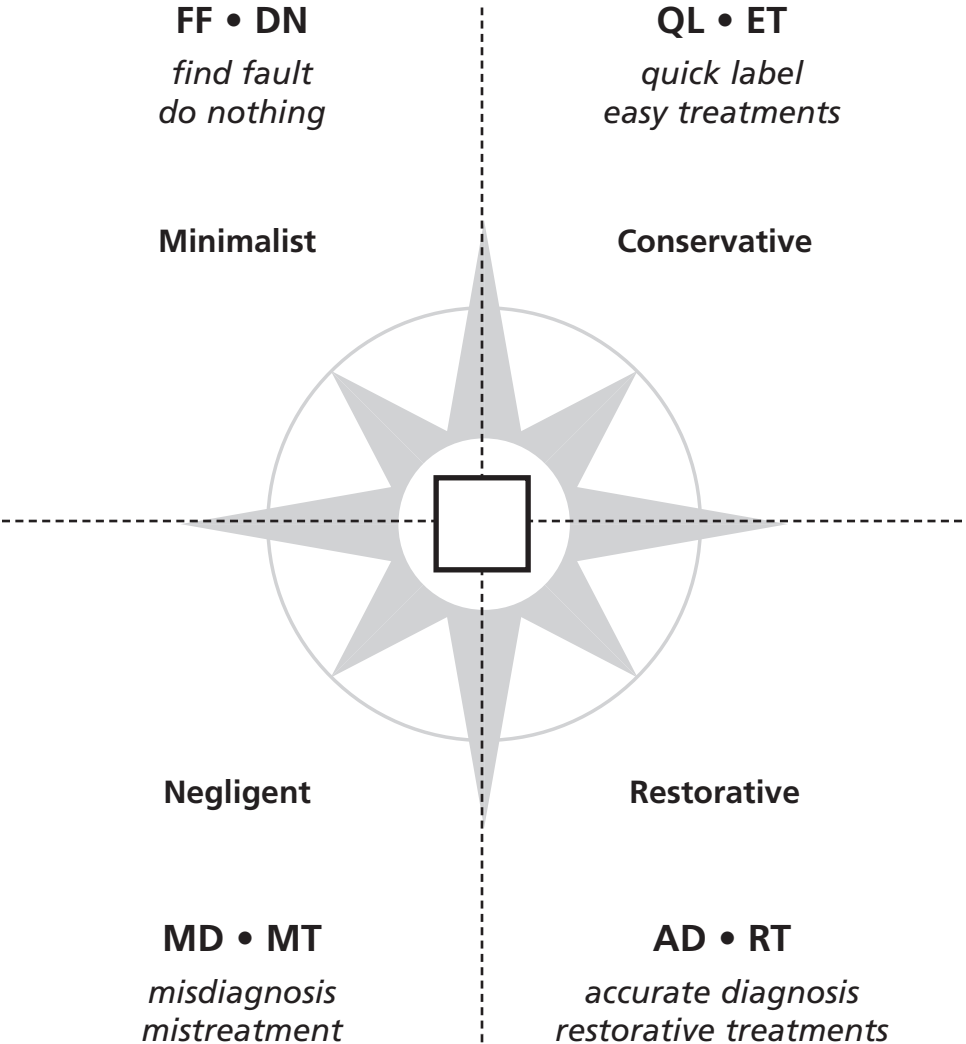 FF • DN
find fault
do nothing
QL • ET
quick label
easy treatments
Minimalist
Conservative
Negligent
Restorative
MD • MT
misdiagnosis
mistreatment
AD • RT
accurate diagnosis
restorative treatments